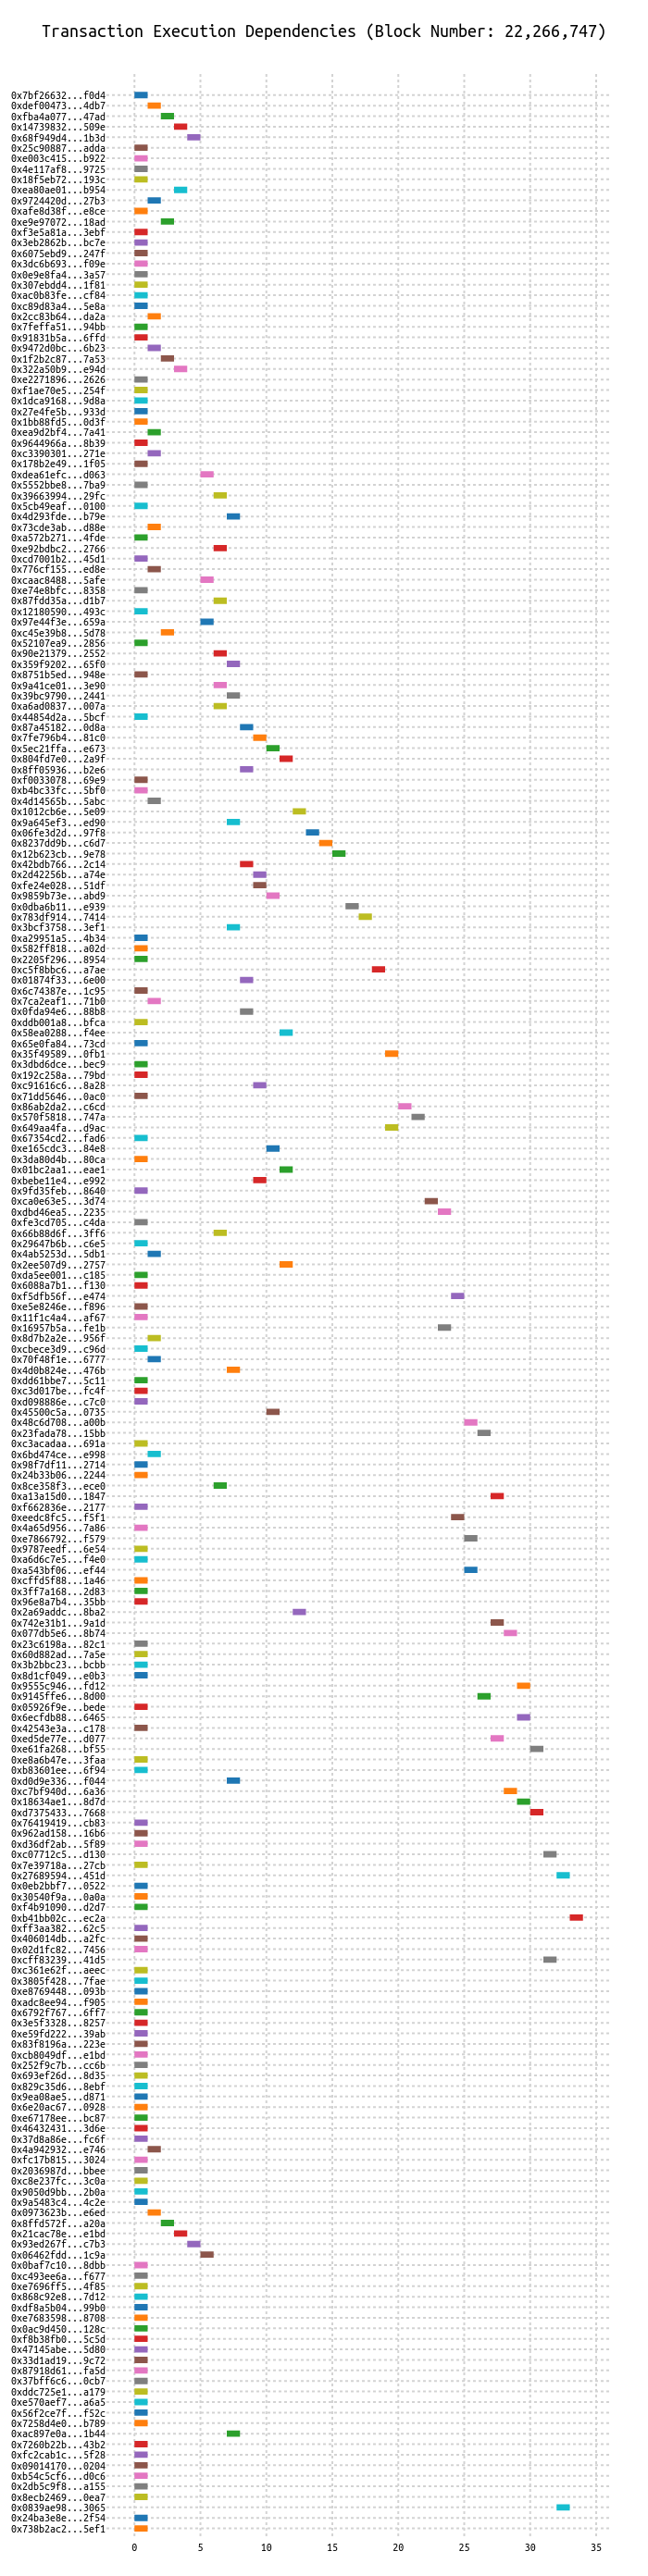 Transaction Execution Dependencies (Block Number: 22,266,747)
0x7bf26632...f0d4
0xdef00473...4db7
0xfba4a077...47ad
0x14739832...509e
0x68f949d4...1b3d
0x25c90887...adda
0xe003c415...b922
0x4e117af8...9725
0x18f5eb72...193c
0xea80ae01...b954
0x9724420d...27b3
0xafe8d38f...e8ce
0xe9e97072...18ad
0xf3e5a81a...3ebf
0x3eb2862b...bc7e
0x6075ebd9...247f
0x3dc6b693...f09e
0x0e9e8fa4...3a57
0x307ebdd4...1f81
0xac0b83fe...cf84
0xc89d83a4...5e8a
0x2cc83b64...da2a
0x7feffa51...94bb
0x91831b5a...6ffd
0x9472d0bc...6b23
0x1f2b2c87...7a53
0x322a50b9...e94d
0xe2271896...2626
0xf1ae70e5...254f
0x1dca9168...9d8a
0x27e4fe5b...933d
0x1bb88fd5...0d3f
0xea9d2bf4...7a41
0x9644966a...8b39
0xc3390301...271e
0x178b2e49...1f05
0xdea61efc...d063
0x5552bbe8...7ba9
0x39663994...29fc
0x5cb49eaf...0100
0x4d293fde...b79e
0x73cde3ab...d88e
0xa572b271...4fde
0xe92bdbc2...2766
0xcd7001b2...45d1
0x776cf155...ed8e
0xcaac8488...5afe
0xe74e8bfc...8358
0x87fdd35a...d1b7
0x12180590...493c
0x97e44f3e...659a
0xc45e39b8...5d78
0x52107ea9...2856
0x90e21379...2552
0x359f9202...65f0
0x8751b5ed...948e
0x9a41ce01...3e90
0x39bc9790...2441
0xa6ad0837...007a
0x44854d2a...5bcf
0x87a45182...0d8a
0x7fe796b4...81c0
0x5ec21ffa...e673
0x804fd7e0...2a9f
0x8ff05936...b2e6
0xf0033078...69e9
0xb4bc33fc...5bf0
0x4d14565b...5abc
0x1012cb6e...5e09
0x9a645ef3...ed90
0x06fe3d2d...97f8
0x8237dd9b...c6d7
0x12b623cb...9e78
0x42bdb766...2c14
0x2d42256b...a74e
0xfe24e028...51df
0x9859b73e...abd9
0x0dba6b11...e939
0x783df914...7414
0x3bcf3758...3ef1
0xa29951a5...4b34
0x582ff818...a02d
0x2205f296...8954
0xc5f8bbc6...a7ae
0x01874f33...6e00
0x6c74387e...1c95
0x7ca2eaf1...71b0
0x0fda94e6...88b8
0xddb001a8...bfca
0x58ea0288...f4ee
0x65e0fa84...73cd
0x35f49589...0fb1
0x3dbd6dce...bec9
0x192c258a...79bd
0xc91616c6...8a28
0x71dd5646...0ac0
0x86ab2da2...c6cd
0x570f5818...747a
0x649aa4fa...d9ac
0x67354cd2...fad6
0xe165cdc3...84e8
0x3da80d4b...80ca
0x01bc2aa1...eae1
0xbebe11e4...e992
0x9fd35feb...8640
0xca0e63e5...3d74
0xdbd46ea5...2235
0xfe3cd705...c4da
0x66b88d6f...3ff6
0x29647b6b...c6e5
0x4ab5253d...5db1
0x2ee507d9...2757
0xda5ee001...c185
0x6088a7b1...f130
0xf5dfb56f...e474
0xe5e8246e...f896
0x11f1c4a4...af67
0x16957b5a...fe1b
0x8d7b2a2e...956f
0xcbece3d9...c96d
0x70f48f1e...6777
0x4d0b824e...476b
0xdd61bbe7...5c11
0xc3d017be...fc4f
0xd098886e...c7c0
0x45500c5a...0735
0x48c6d708...a00b
0x23fada78...15bb
0xc3acadaa...691a
0x6bd474ce...e998
0x98f7df11...2714
0x24b33b06...2244
0x8ce358f3...ece0
0xa13a15d0...1847
0xf662836e...2177
0xeedc8fc5...f5f1
0x4a65d956...7a86
0xe7866792...f579
0x9787eedf...6e54
0xa6d6c7e5...f4e0
0xa543bf06...ef44
0xcffd5f88...1a46
0x3ff7a168...2d83
0x96e8a7b4...35bb
0x2a69addc...8ba2
0x742e31b1...9a1d
0x077db5e6...8b74
0x23c6198a...82c1
0x60d882ad...7a5e
0x3b2bbc23...bcbb
0x8d1cf049...e0b3
0x9555c946...fd12
0x9145ffe6...8d00
0x05926f9e...bede
0x6ecfdb88...6465
0x42543e3a...c178
0xed5de77e...d077
0xe61fa268...bf55
0xe8a6b47e...3faa
0xb83601ee...6f94
0xd0d9e336...f044
0xc7bf940d...6a36
0x18634ae1...8d7d
0xd7375433...7668
0x76419419...cb83
0x962ad158...16b6
0xd36df2ab...5f89
0xc07712c5...d130
0x7e39718a...27cb
0x27689594...451d
0x0eb2bbf7...0522
0x30540f9a...0a0a
0xf4b91090...d2d7
0xb41bb02c...ec2a
0xff3aa382...62c5
0x406014db...a2fc
0x02d1fc82...7456
0xcff83239...41d5
0xc361e62f...aeec
0x3805f428...7fae
0xe8769448...093b
0xadc8ee94...f905
0x6792f767...6ff7
0x3e5f3328...8257
0xe59fd222...39ab
0x83f8196a...223e
0xcb8049df...e1bd
0x252f9c7b...cc6b
0x693ef26d...8d35
0x829c35d6...8ebf
0x9ea08ae5...d871
0x6e20ac67...0928
0xe67178ee...bc87
0x46432431...3d6e
0x37d8a86e...fc6f
0x4a942932...e746
0xfc17b815...3024
0x2036987d...bbee
0xc8e237fc...3c0a
0x9050d9bb...2b0a
0x9a5483c4...4c2e
0x0973623b...e6ed
0x8ffd572f...a20a
0x21cac78e...e1bd
0x93ed267f...c7b3
0x06462fdd...1c9a
0x0baf7c10...8dbb
0xc493ee6a...f677
0xe7696ff5...4f85
0x868c92e8...7d12
0xdf8a5b04...99b0
0xe7683598...8708
0x0ac9d450...128c
0xf8b38fb0...5c5d
0x47145abe...5d80
0x33d1ad19...9c72
0x87918d61...fa5d
0x37bff6c6...0cb7
0xddc725e1...a179
0xe570aef7...a6a5
0x56f2ce7f...f52c
0x7258d4e0...b789
0xac897e0a...1b44
0x7260b22b...43b2
0xfc2cab1c...5f28
0x09014170...0204
0xb54c5cf6...d0c6
0x2db5c9f8...a155
0x8ecb2469...0ea7
0x0839ae98...3065
0x24ba3e8e...2f54
0x738b2ac2...5ef1
0 5 10 15 20 25 30 35